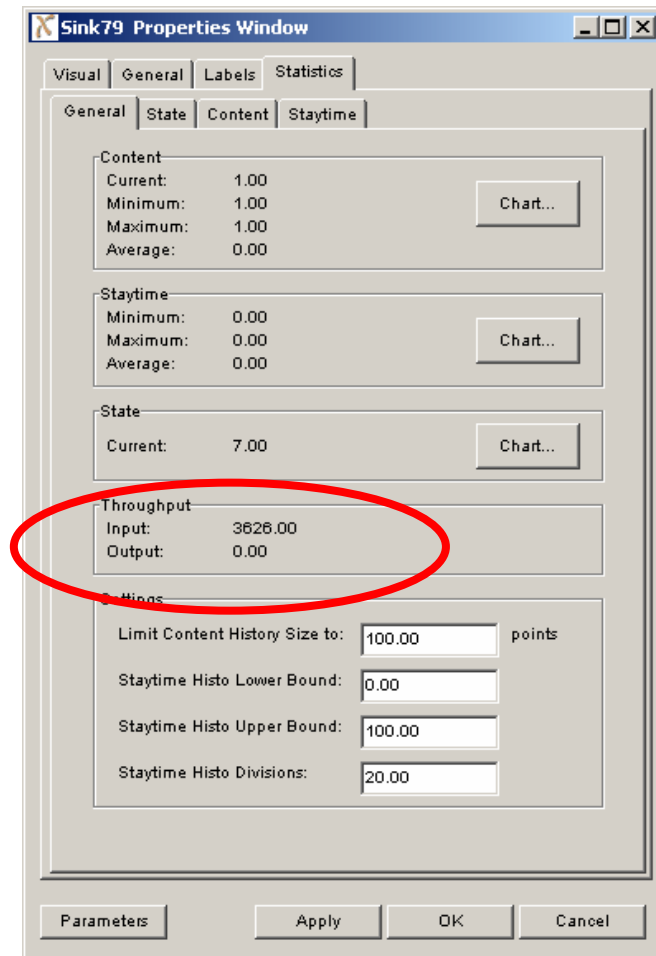 Sink79 Properties Window
Visual General Labels Statistics
General State Content Staytime
Content
Current: 1.00
Minimum: 1.00
Maximum: 1.00
Average: 0.00
Chart...
Staytime
Minimum: 0.00
Maximum: 0.00
Average: 0.00
Chart...
State
Current: 7.00
Chart...
Throughput
Input: 3626.00
Output: 0.00
Settings
Limit Content History Size to: 100.00 points
Staytime Histo Lower Bound: 0.00
Staytime Histo Upper Bound: 100.00
Staytime Histo Divisions: 20.00
Parameters Apply OK Cancel